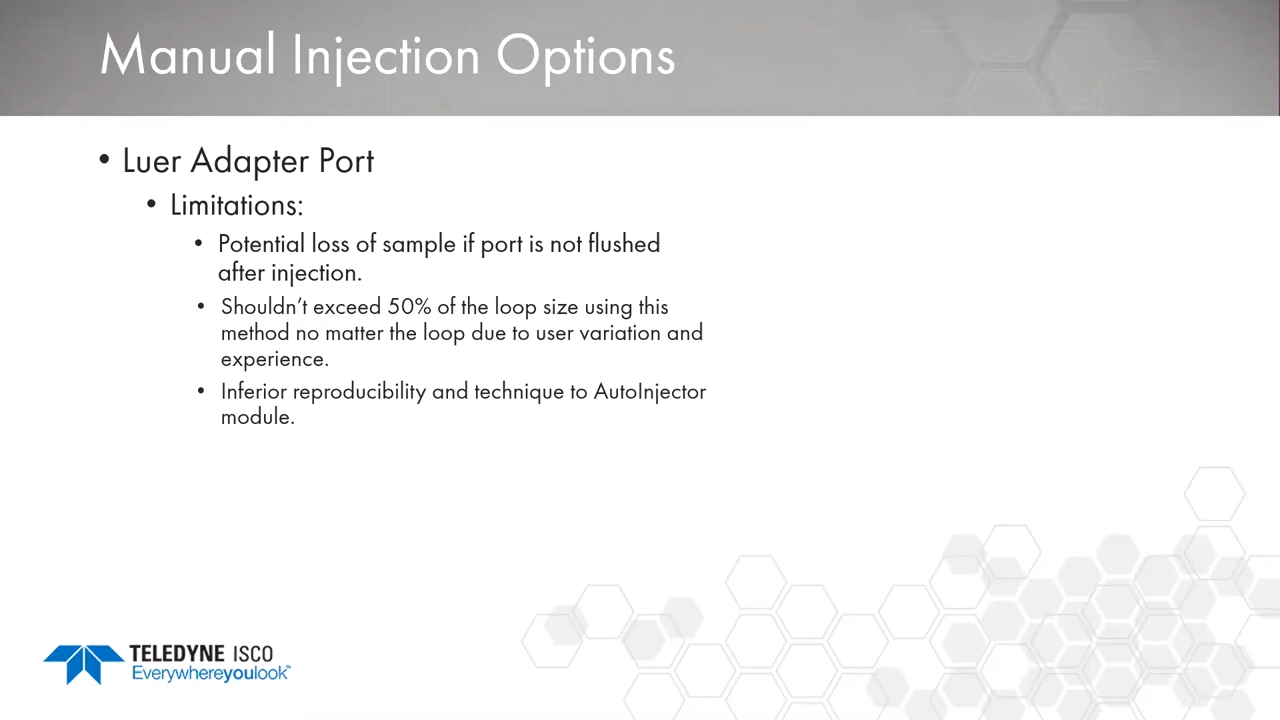 Manual Injection Options
• Luer Adapter Port
• Limitations:
• Potential loss of sample if port is not flushed
after injection.
• Shouldn’t exceed 50% of the loop size using this
method no matter the loop due to user variation and
experience.
• Inferior reproducibility and technique to AutoInjector
module.
TELEDYNE ISCO
Everywhereyoulook™